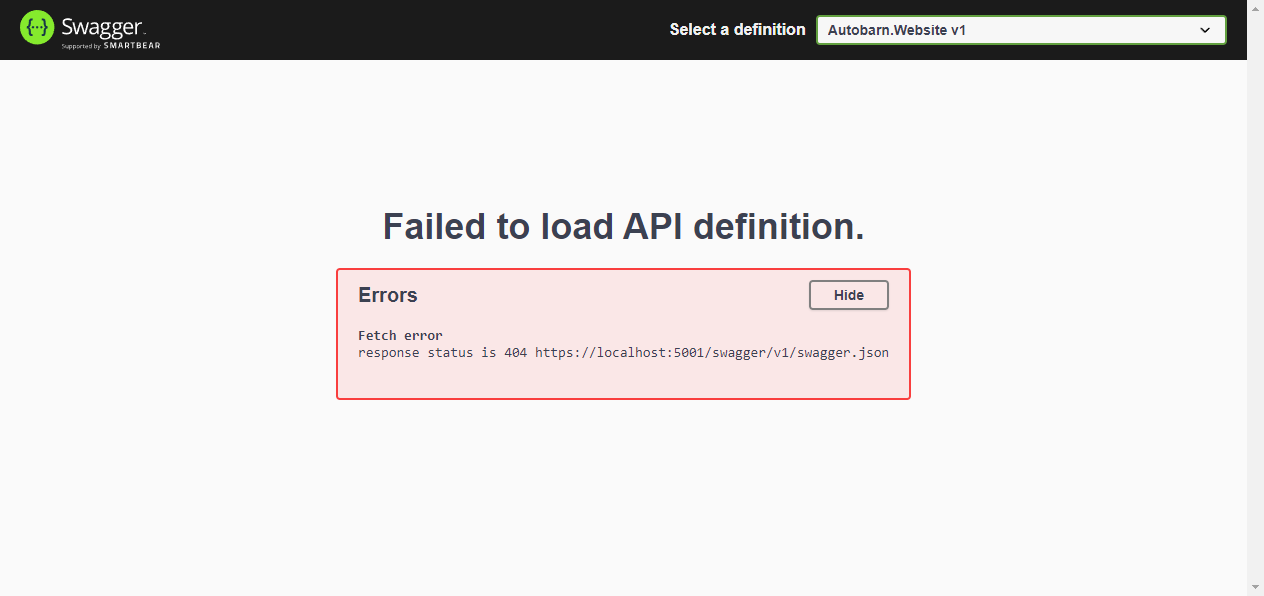 Swagger
Supported by SMARTBEAR
Select a definition
Autobarn.Website v1
Failed to load API definition.
Errors
Hide
Fetch error
response status is 404 https://localhost:5001/swagger/v1/swagger.json